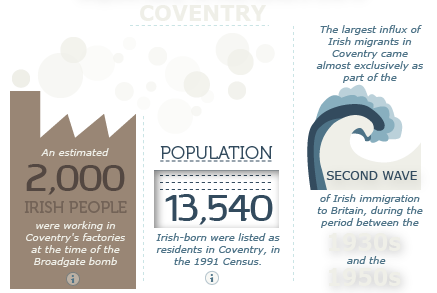 COVENTRY
An estimated
2,000
IRISH PEOPLE
were working in
Coventry's factories
at the time of the
Broadgate bomb
i
POPULATION
13,540
Irish-born were listed as
residents in Coventry, in
the 1991 Census.
i
The largest influx of
Irish migrants in
Coventry came
almost exclusively as
part of the
SECOND WAVE
of Irish immigration
to Britain, during the
period between the
1930s
and the
1950s